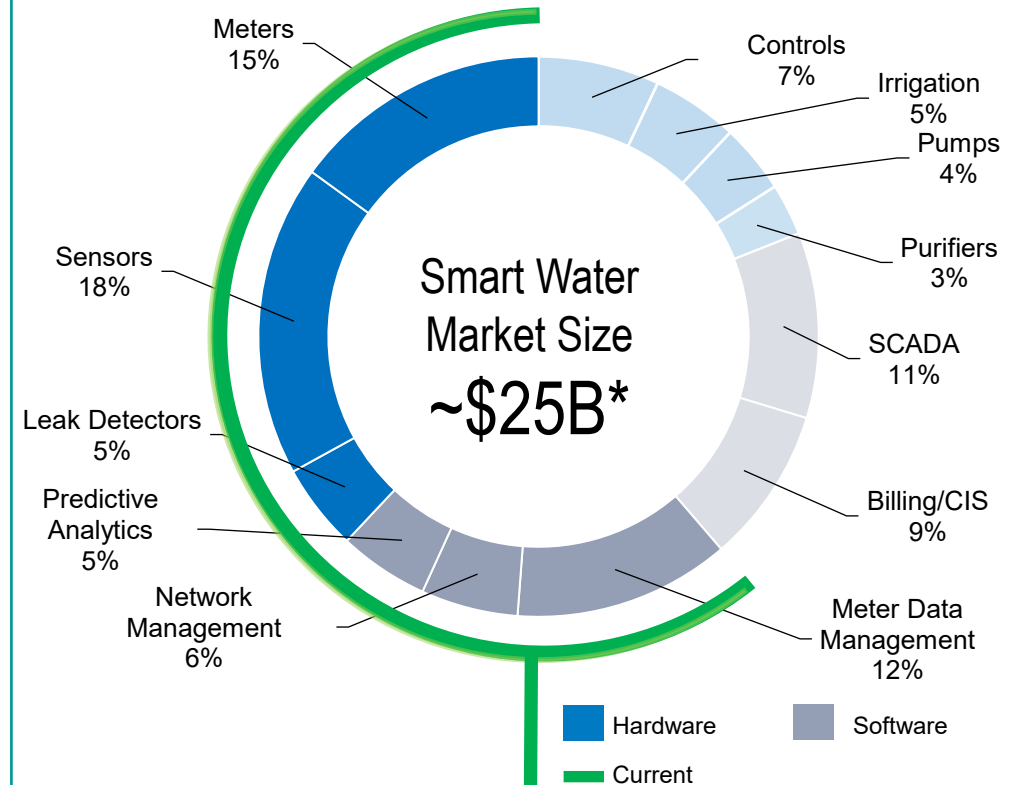 Meters
15%
Controls
7%
Irrigation
5%
Pumps
4%
Purifiers
3%
Sensors
18%
Smart Water
Market Size
~$25B*
SCADA
11%
Leak Detectors
5%
Predictive
Analytics
5%
Billing/CIS
9%
Network
Management
6%
Meter Data
Management
12%
Hardware
Software
Current